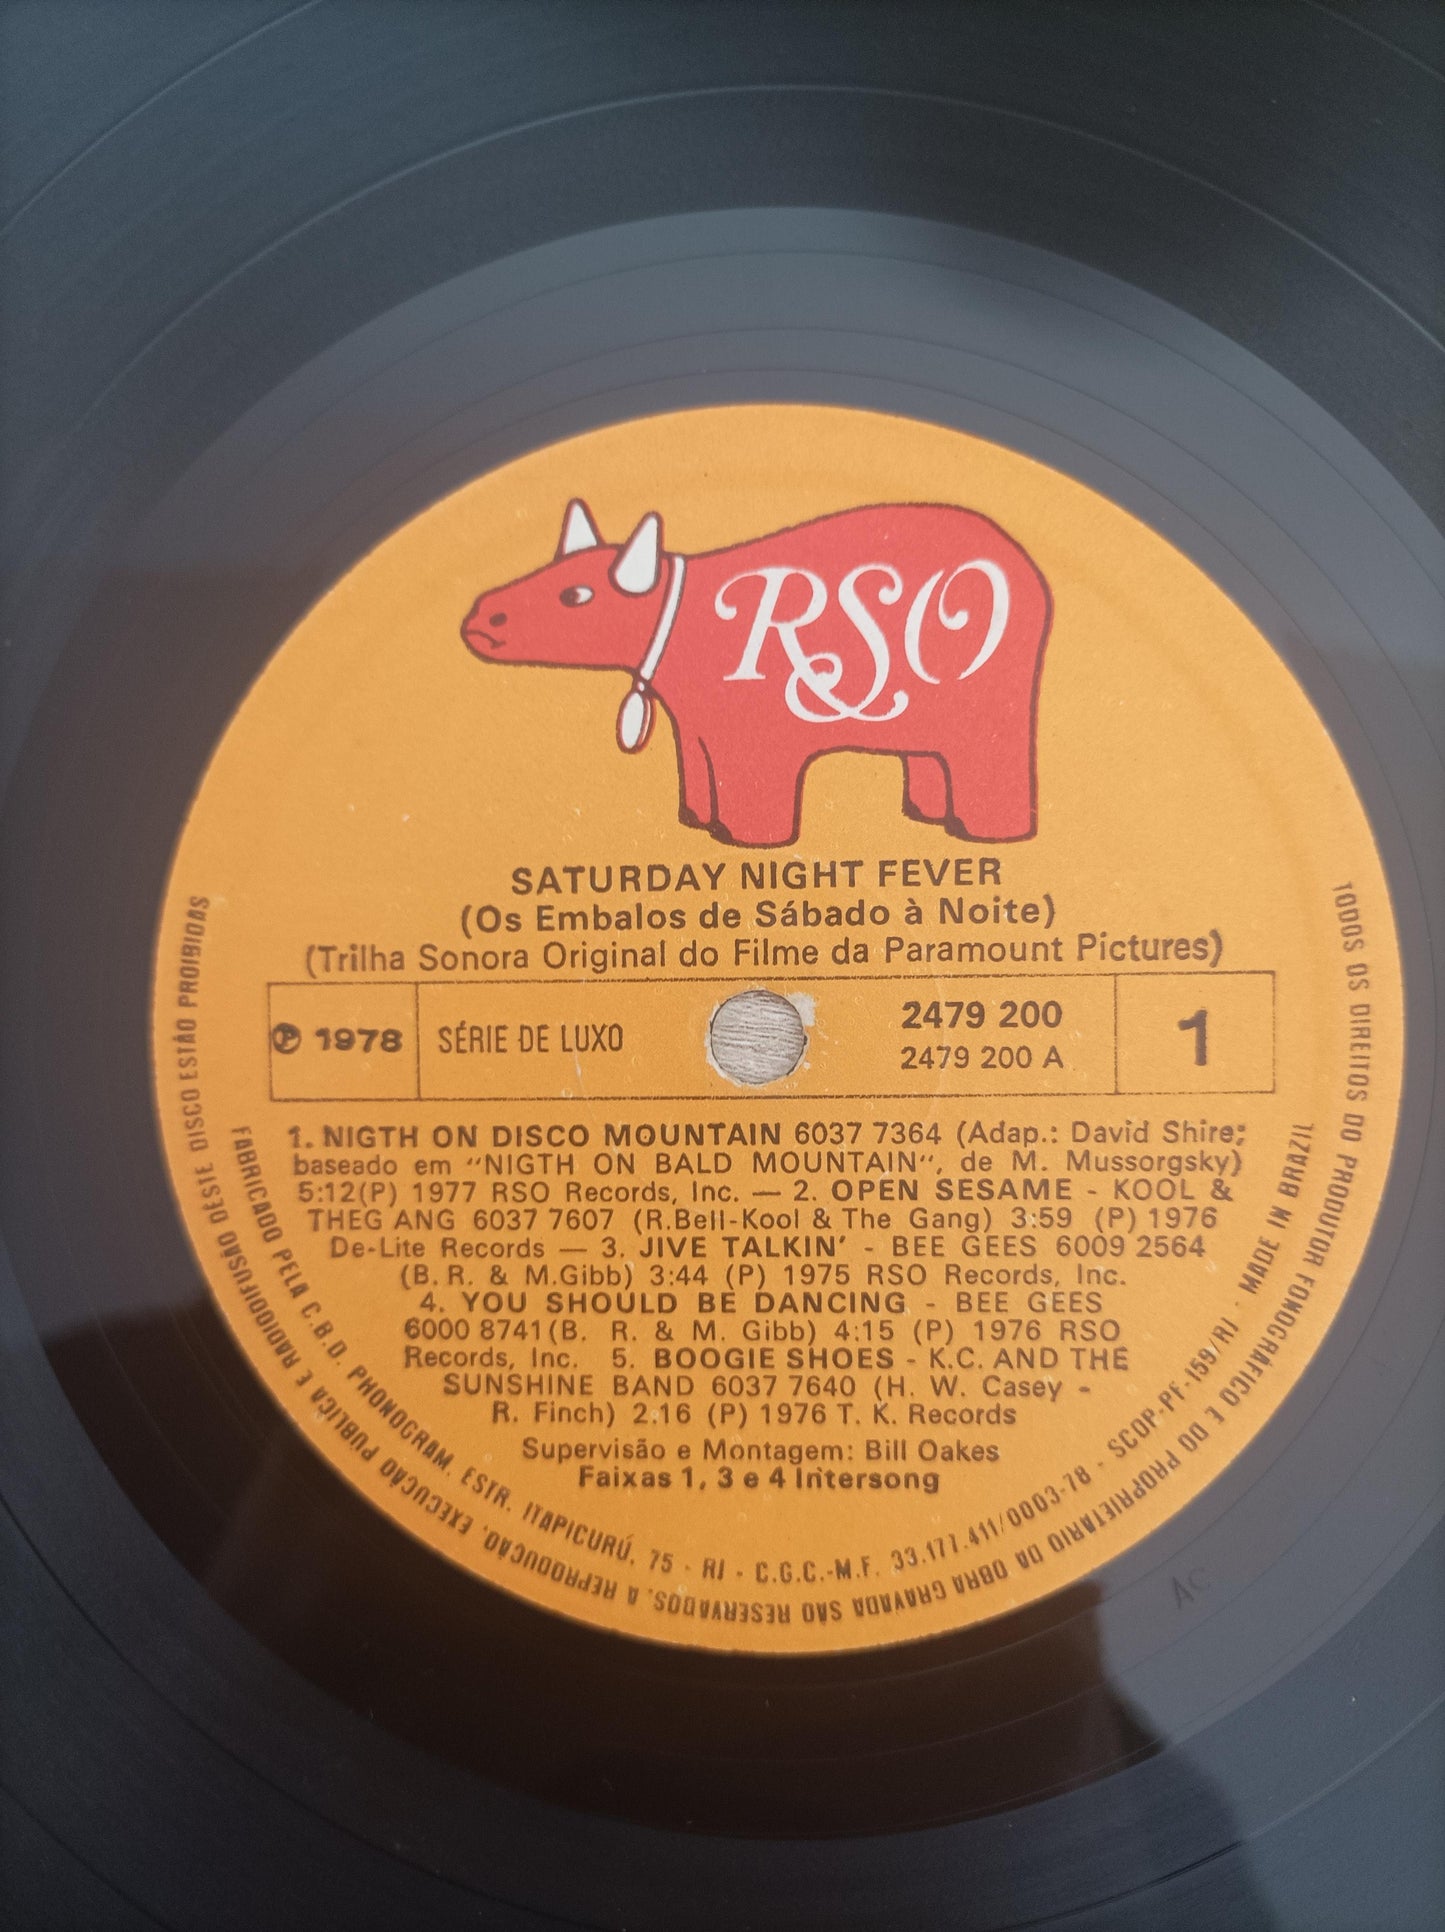 RSO
SATURDAY NIGHT FEVER
(Os Embalos de Sábado à Noite)
(Trilha Sonora Original do Filme da Paramount Pictures)
℗ 1978
SÉRIE DE LUXO
2479 200
2479 200 A
1
1. NIGTH ON DISCO MOUNTAIN 6037 7364 (Adap.: David Shire;
baseado em "NIGTH ON BALD MOUNTAIN", de M. Mussorgsky)
5:12(P) 1977 RSO Records, Inc. — 2. OPEN SESAME - KOOL &
THEG ANG 6037 7607 (R.Bell-Kool & The Gang) 3:59 (P) 1976
De-Lite Records — 3. JIVE TALKIN' - BEE GEES 6009 2564
(B. R. & M.Gibb) 3:44 (P) 1975 RSO Records, Inc.
4. YOU SHOULD BE DANCING - BEE GEES
6000 8741(B. R. & M. Gibb) 4:15 (P) 1976 RSO
Records, Inc. 5. BOOGIE SHOES - K.C. AND THE
SUNSHINE BAND 6037 7640 (H. W. Casey -
R. Finch) 2:16 (P) 1976 T. K. Records
Supervisão e Montagem: Bill Oakes
Faixas 1, 3 e 4 Intersong
FABRICADO PELA C.B.D. PHONOGRAM. ESTR. ITAPICURÚ, 75 - RJ - C.G.C.-M.F. 33.177.411/0003-78 - SCDP-PF-159/RJ - MADE IN BRAZIL
TODOS OS DIREITOS DO PRODUTOR FONOGRÁFICO E DO PROPRIETÁRIO DA OBRA GRAVADA SÃO RESERVADOS. A REPRODUÇÃO, EXECUÇÃO PÚBLICA E RADIODIFUSÃO DÊSTE DISCO ESTÃO PROIBIDAS